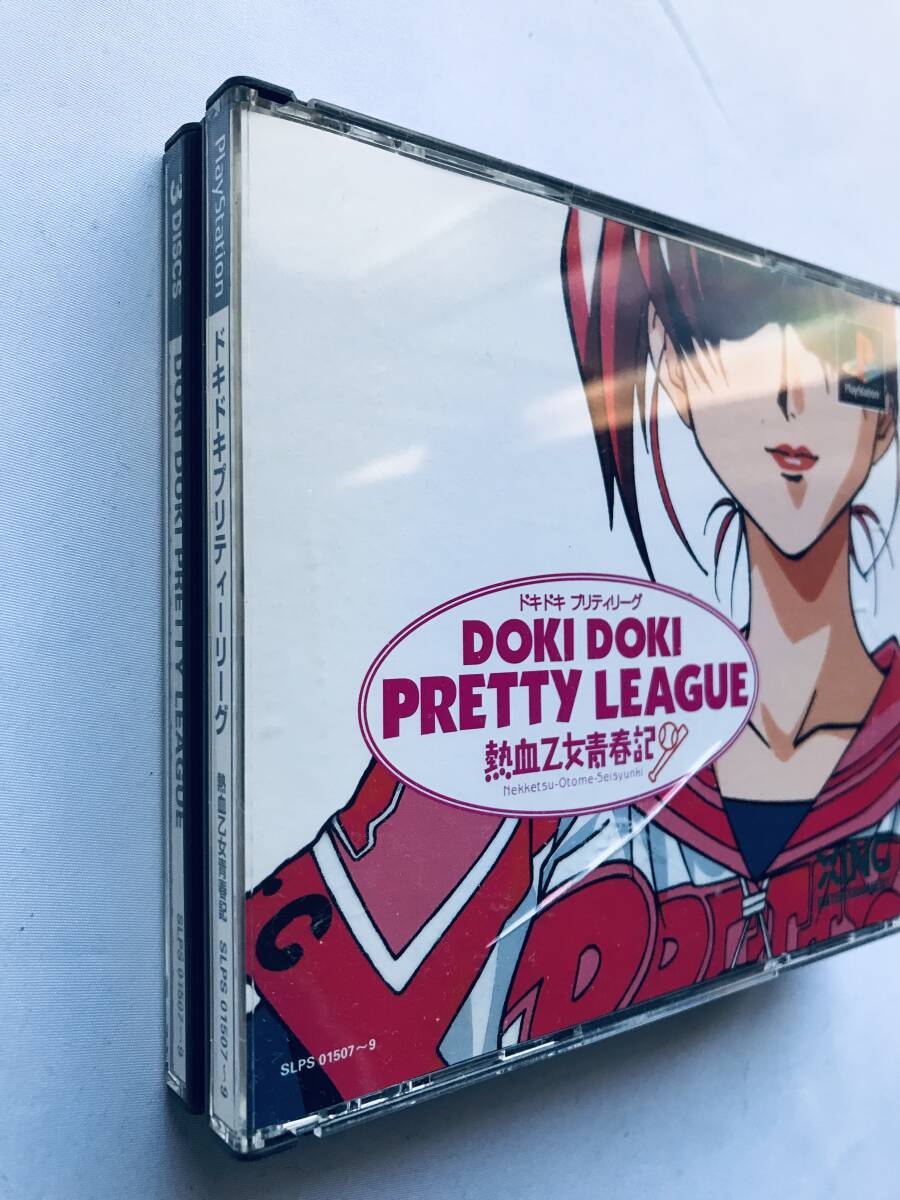 3 DISCS DOKI DOKI PRETTY LEAGUE SLPS 01507~9
PlayStation ドキドキプリティーリーグ 熱血乙女青春記 SLPS 01507~9
PlayStation
ドキドキ プリティリーグ
DOKI DOKI
PRETTY LEAGUE
熱血乙女青春記
Nekketsu-Otome-Seisyunki
XING
SLPS 01507~9